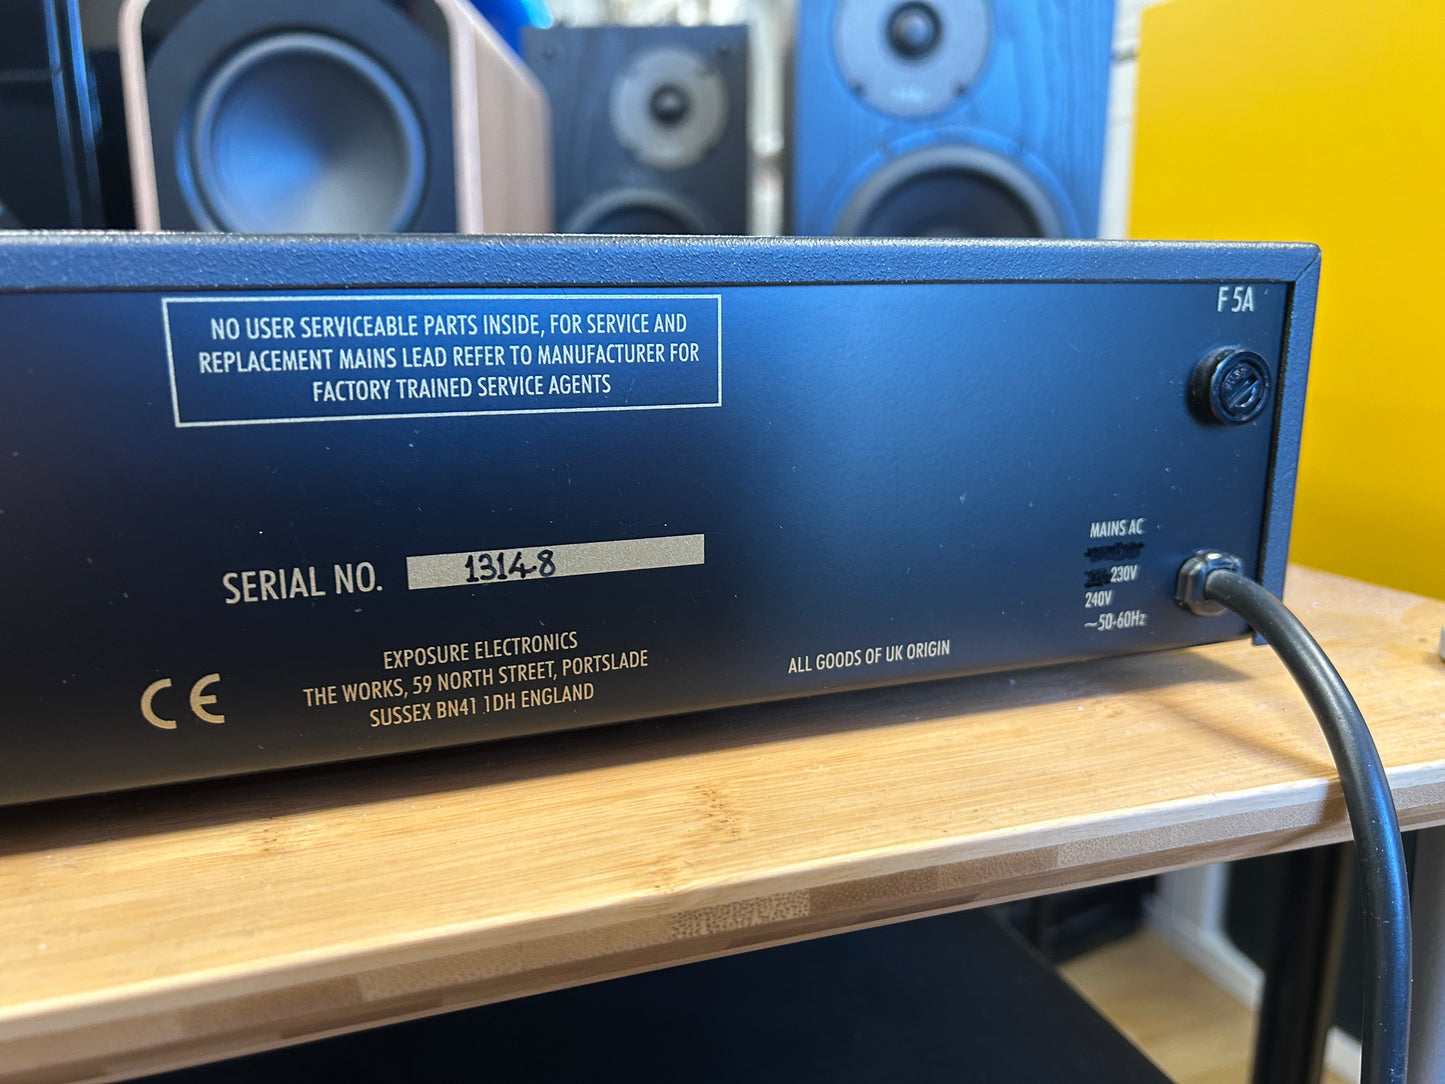 NO USER SERVICEABLE PARTS INSIDE, FOR SERVICE AND
REPLACEMENT MAINS LEAD REFER TO MANUFACTURER FOR
FACTORY TRAINED SERVICE AGENTS
F 5A
SERIAL NO. 13148
MAINS AC
230V
240V
~50-60Hz
CE
EXPOSURE ELECTRONICS
THE WORKS, 59 NORTH STREET, PORTSLADE
SUSSEX BN41 1DH ENGLAND
ALL GOODS OF UK ORIGIN